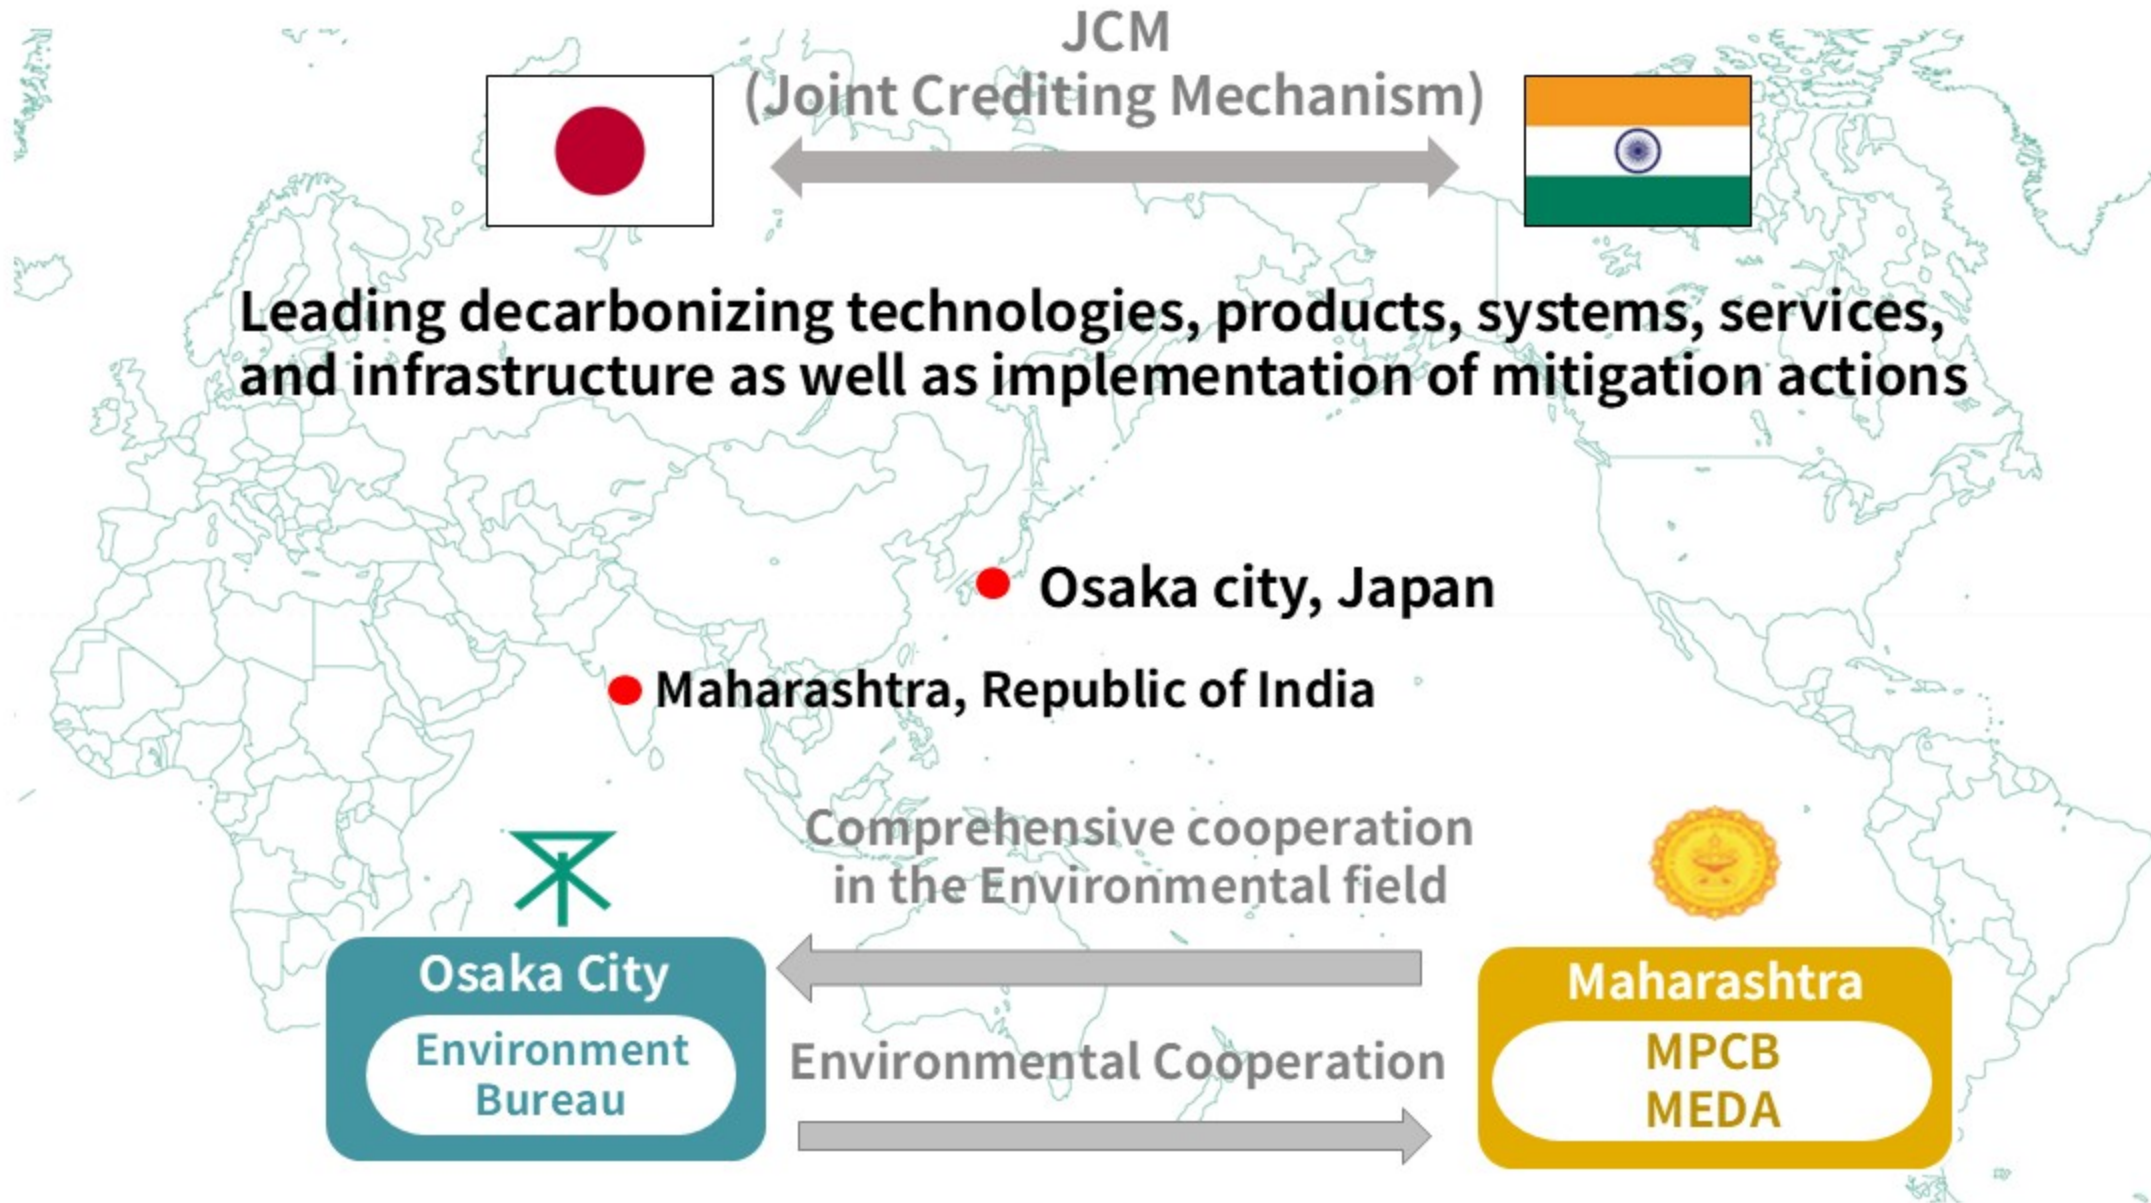 JCM
(Joint Crediting Mechanism)
Leading decarbonizing technologies, products, systems, services,
and infrastructure as well as implementation of mitigation actions
Osaka city, Japan
Maharashtra, Republic of India
Comprehensive cooperation
in the Environmental field
Osaka City
Environment
Bureau
Environmental Cooperation
Maharashtra
MPCB
MEDA